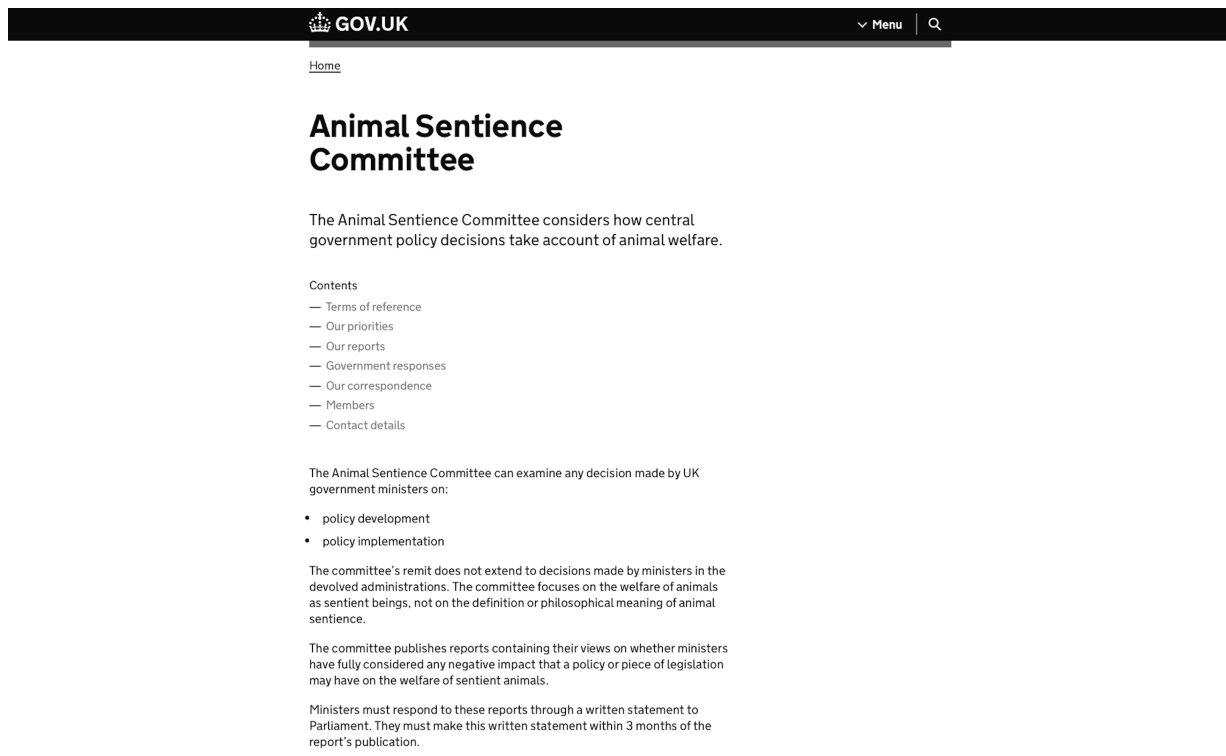 GOV.UK
Menu
Home
Animal Sentience
Committee
The Animal Sentience Committee considers how central
government policy decisions take account of animal welfare.
Contents
— Terms of reference
— Our priorities
— Our reports
— Government responses
— Our correspondence
— Members
— Contact details
The Animal Sentience Committee can examine any decision made by UK
government ministers on:
• policy development
• policy implementation
The committee’s remit does not extend to decisions made by ministers in the
devolved administrations. The committee focuses on the welfare of animals
as sentient beings, not on the definition or philosophical meaning of animal
sentience.
The committee publishes reports containing their views on whether ministers
have fully considered any negative impact that a policy or piece of legislation
may have on the welfare of sentient animals.
Ministers must respond to these reports through a written statement to
Parliament. They must make this written statement within 3 months of the
report’s publication.